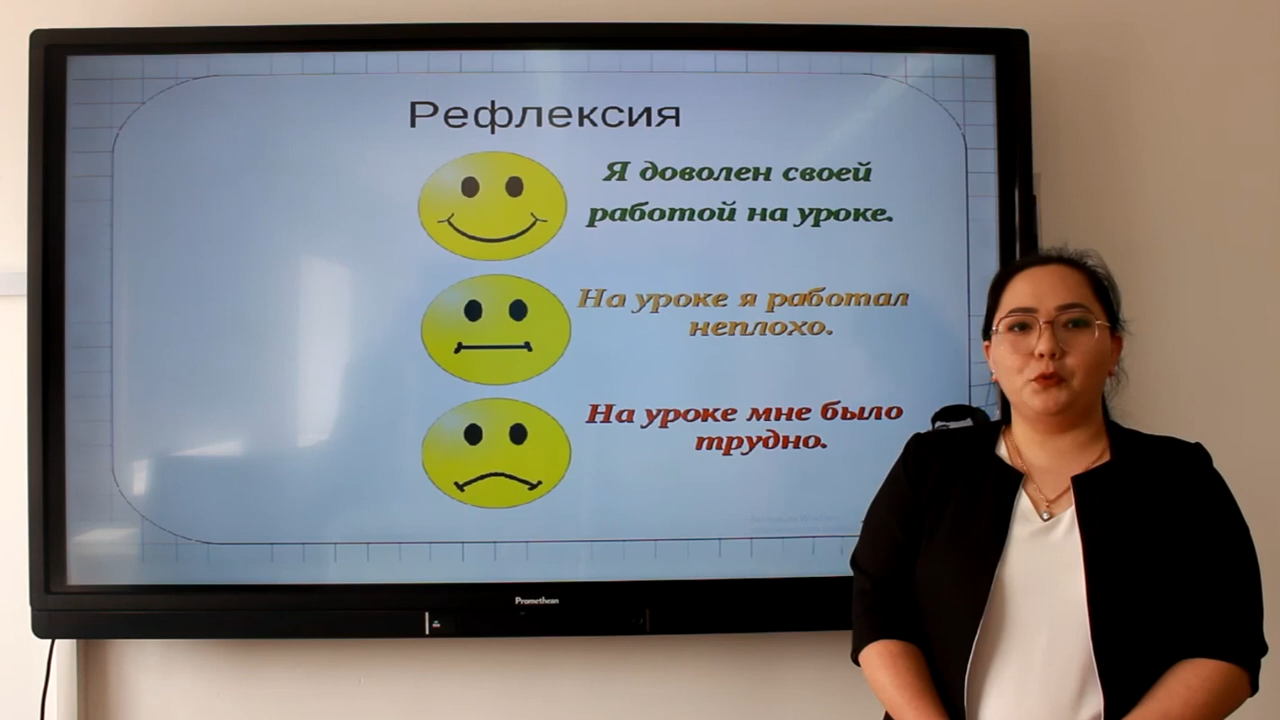 Рефлексия
Я доволен своей
работой на уроке.
На уроке я работал
неплохо.
На уроке мне было
трудно.
Promethean